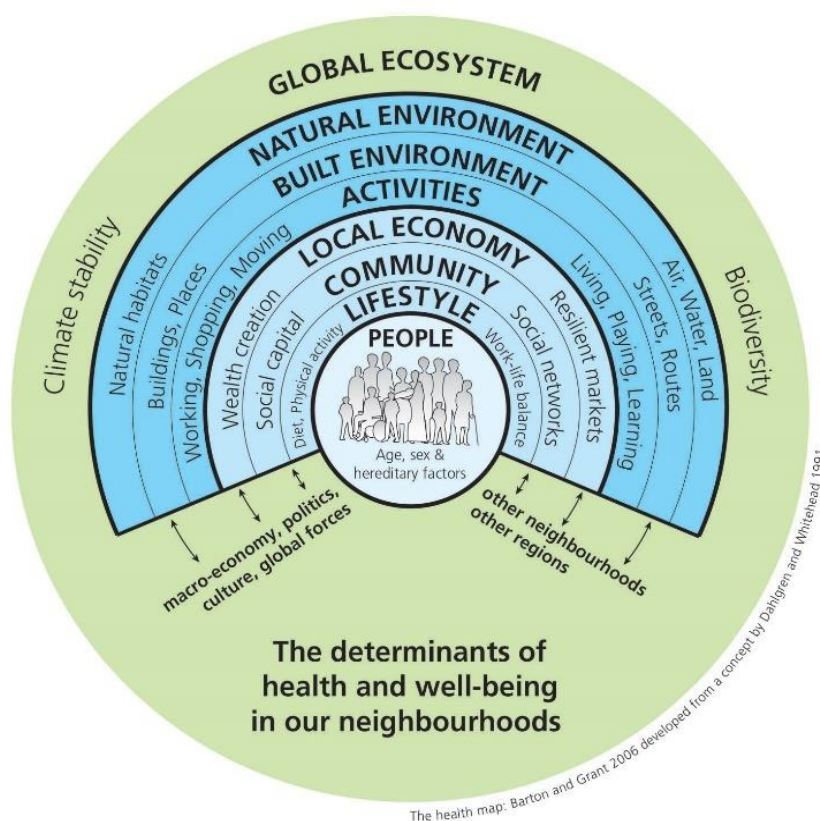 GLOBAL ECOSYSTEM
NATURAL ENVIRONMENT
BUILT ENVIRONMENT
ACTIVITIES
LOCAL ECONOMY
COMMUNITY
LIFESTYLE
PEOPLE
Age, sex &
hereditary factors
Climate stability
Natural habitats
Buildings, Places
Working, Shopping, Moving
Wealth creation
Social capital
Diet, Physical activity
Work-life balance
Social networks
Resilient markets
Living, Playing, Learning
Streets, Routes
Air, Water, Land
Biodiversity
macro-economy, politics,
culture, global forces
other neighbourhoods
other regions
The determinants of
health and well-being
in our neighbourhoods
The health map: Barton and Grant 2006 developed from a concept by Dahlgren and Whitehead 1991